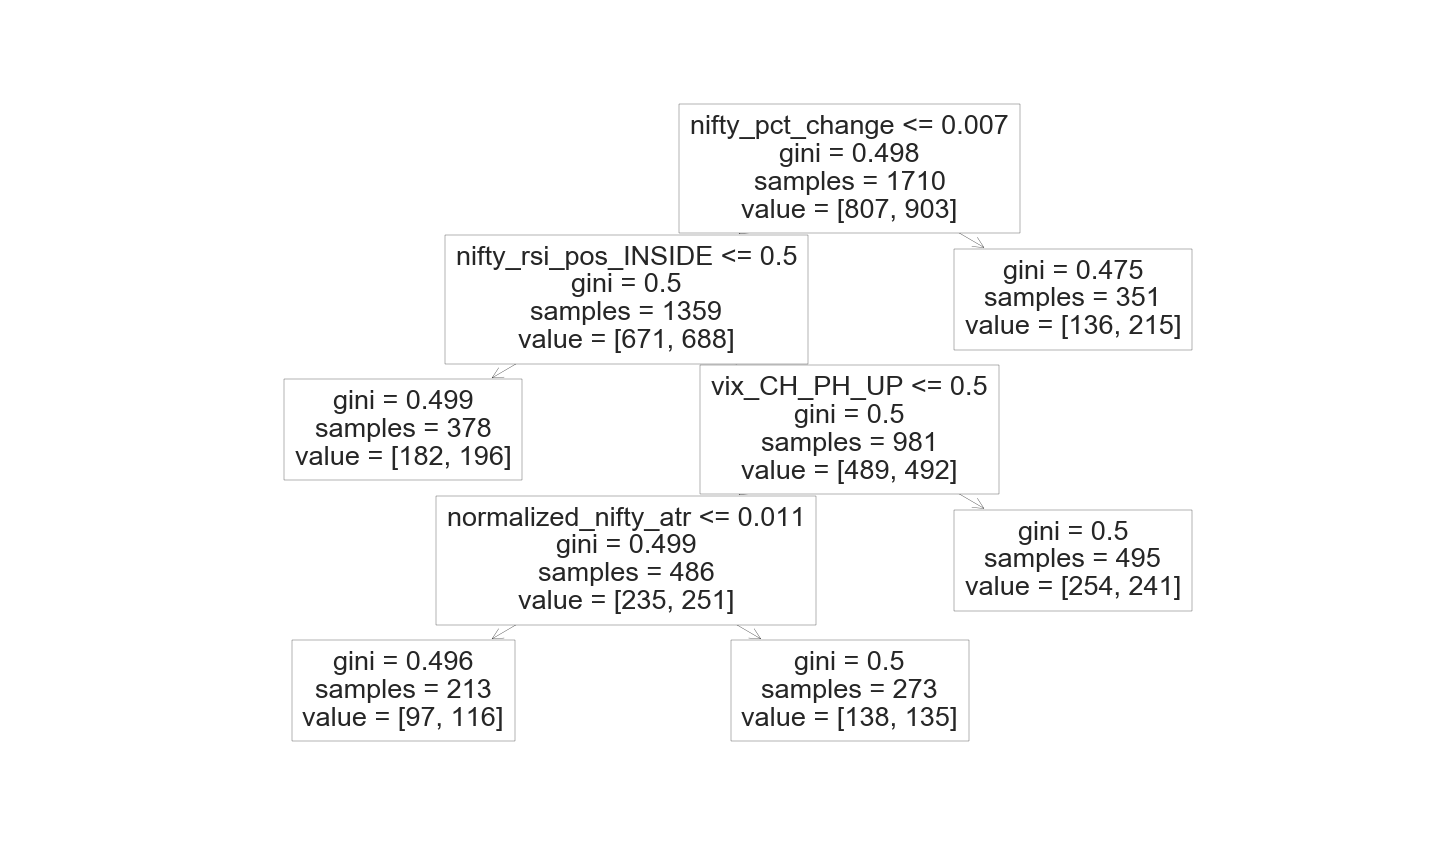 nifty_pct_change <= 0.007
gini = 0.498
samples = 1710
value = [807, 903]
nifty_rsi_pos_INSIDE <= 0.5
gini = 0.5
samples = 1359
value = [671, 688]
gini = 0.475
samples = 351
value = [136, 215]
gini = 0.499
samples = 378
value = [182, 196]
vix_CH_PH_UP <= 0.5
gini = 0.5
samples = 981
value = [489, 492]
normalized_nifty_atr <= 0.011
gini = 0.499
samples = 486
value = [235, 251]
gini = 0.5
samples = 495
value = [254, 241]
gini = 0.496
samples = 213
value = [97, 116]
gini = 0.5
samples = 273
value = [138, 135]